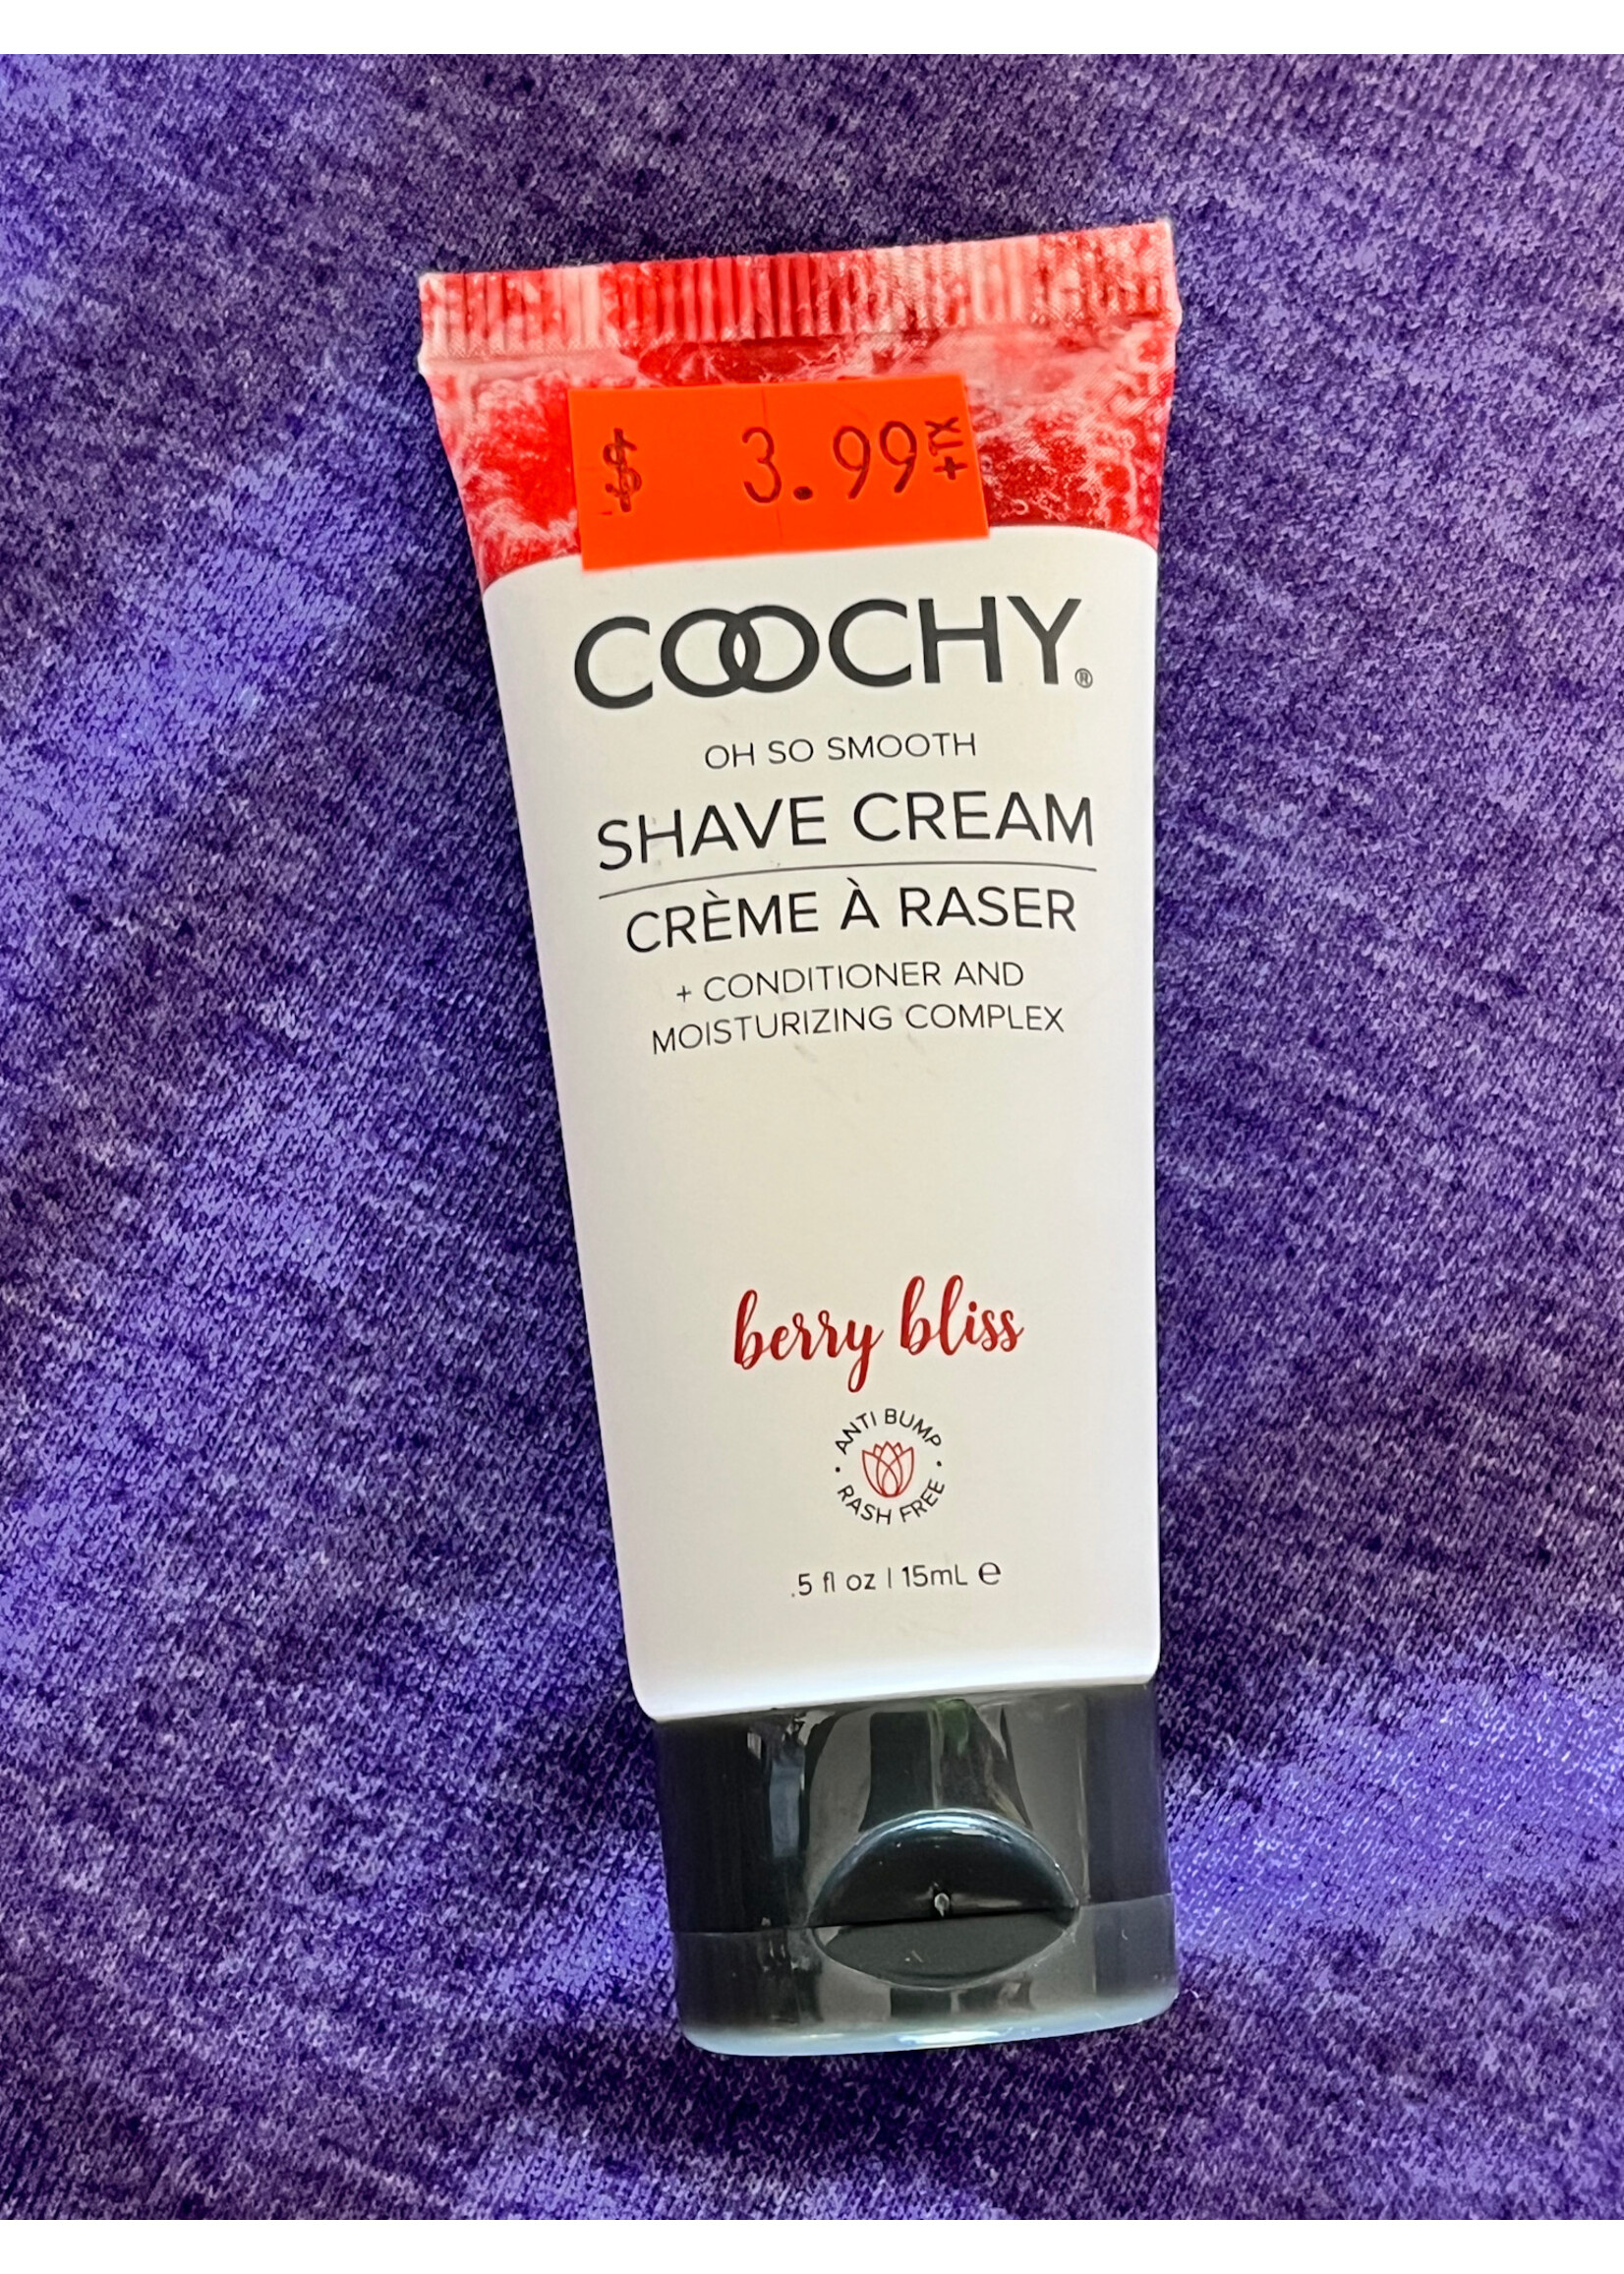 $ 3.99 +TX
COOCHY®
OH SO SMOOTH
SHAVE CREAM
CRÈME À RASER
+ CONDITIONER AND
MOISTURIZING COMPLEX
berry bliss
ANTI BUMP
RASH FREE
.5 fl oz | 15mL ℮